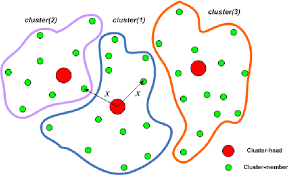 cluster(2)
cluster(1)
cluster(3)
X
X
Cluster-head
Cluster-member